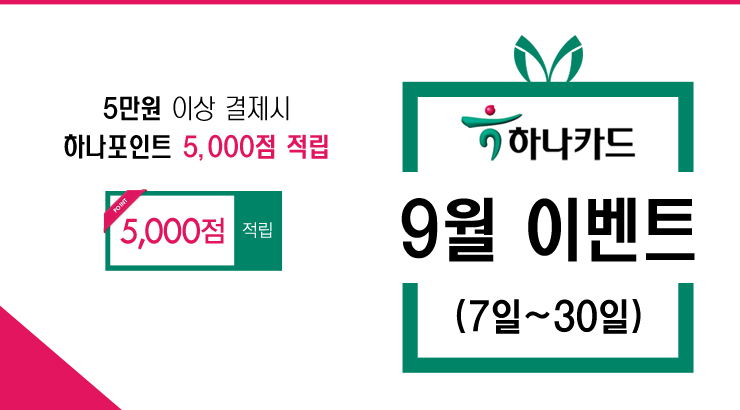 5만원 이상 결제시
하나포인트 5,000점 적립
POINT
5,000점 적립
하나카드
9월 이벤트
(7일~30일)